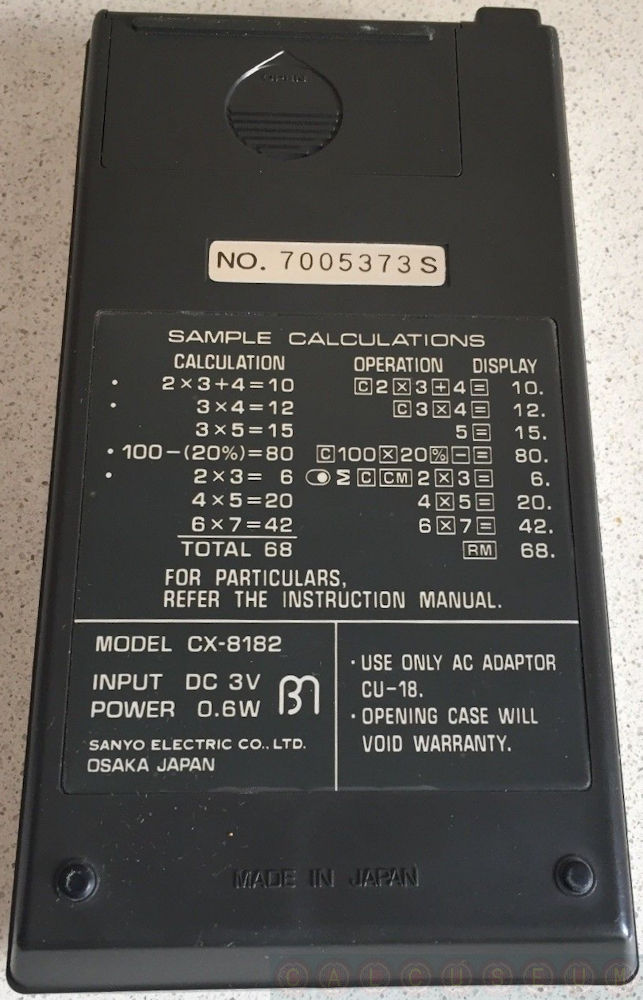 OPEN
NO. 7005373 S
SAMPLE CALCULATIONS
CALCULATION OPERATION DISPLAY
• 2×3+4=10 C 2 × 3 + 4 = 10.
• 3×4=12 C 3 × 4 = 12.
3×5=15 5 = 15.
• 100−(20%)=80 C 100 × 20 % − = 80.
• 2×3= 6 Σ C CM 2 × 3 = 6.
4×5=20 4 × 5 = 20.
6×7=42 6 × 7 = 42.
TOTAL 68 RM 68.
FOR PARTICULARS,
REFER THE INSTRUCTION MANUAL.
MODEL CX-8182
INPUT DC 3V
POWER 0.6W
SANYO ELECTRIC CO., LTD.
OSAKA JAPAN
• USE ONLY AC ADAPTOR
CU-18.
• OPENING CASE WILL
VOID WARRANTY.
MADE IN JAPAN
CALCUSEUM